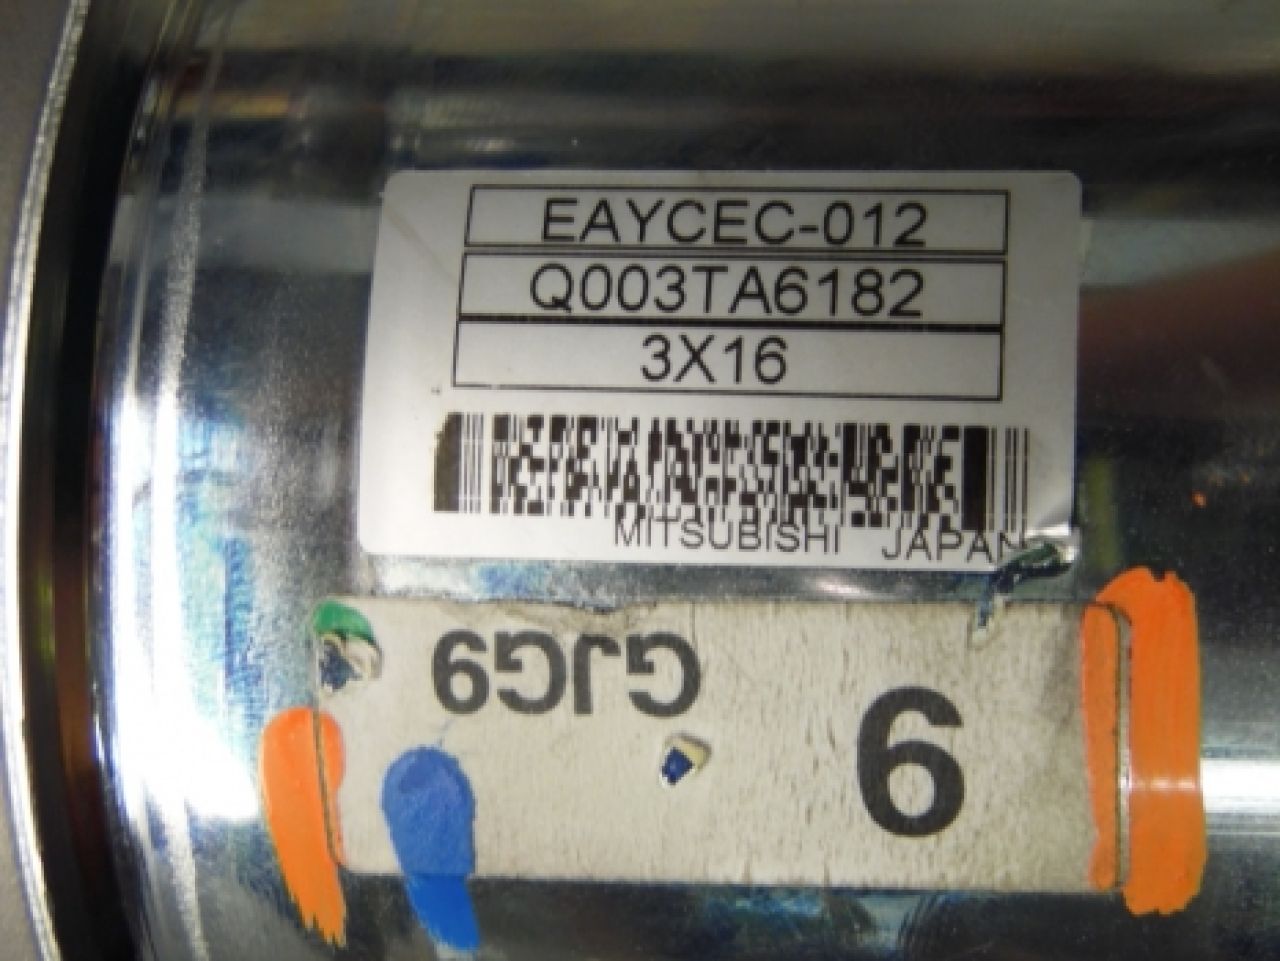 EAYCEC-012
Q003TA6182
3X16
MITSUBISHI JAPAN
6
GJG9